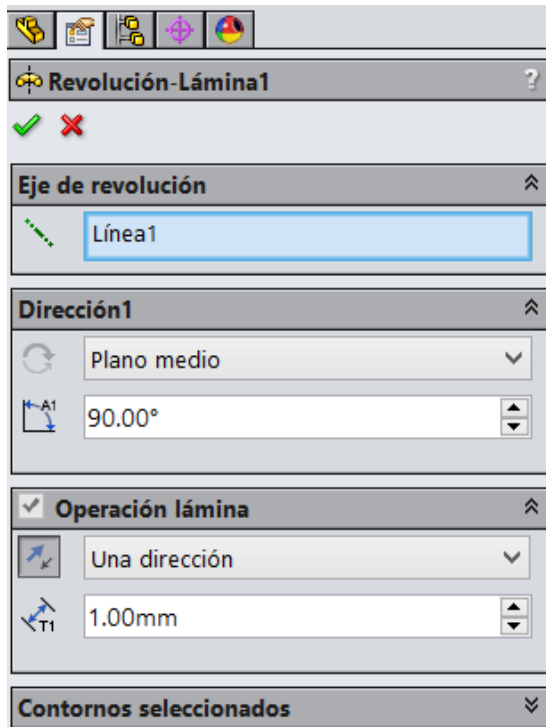 Revolución-Lámina1
?
Eje de revolución
Línea1
Dirección1
Plano medio
A1
90.00°
Operación lámina
Una dirección
T1
1.00mm
Contornos seleccionados